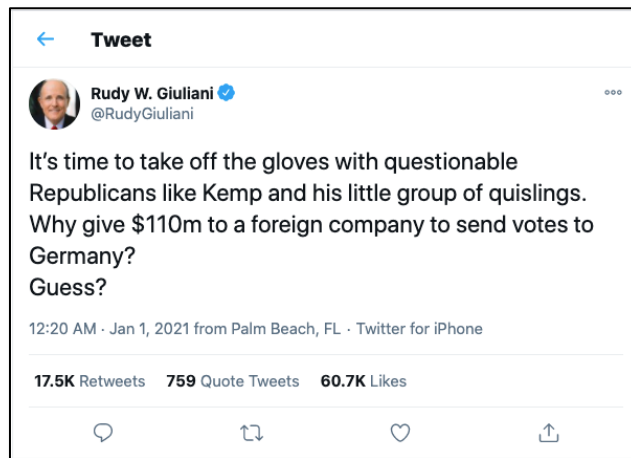 Tweet
Rudy W. Giuliani
@RudyGiuliani
It's time to take off the gloves with questionable
Republicans like Kemp and his little group of quislings.
Why give $110m to a foreign company to send votes to
Germany?
Guess?
12:20 AM · Jan 1, 2021 from Palm Beach, FL · Twitter for iPhone
17.5K Retweets 759 Quote Tweets 60.7K Likes